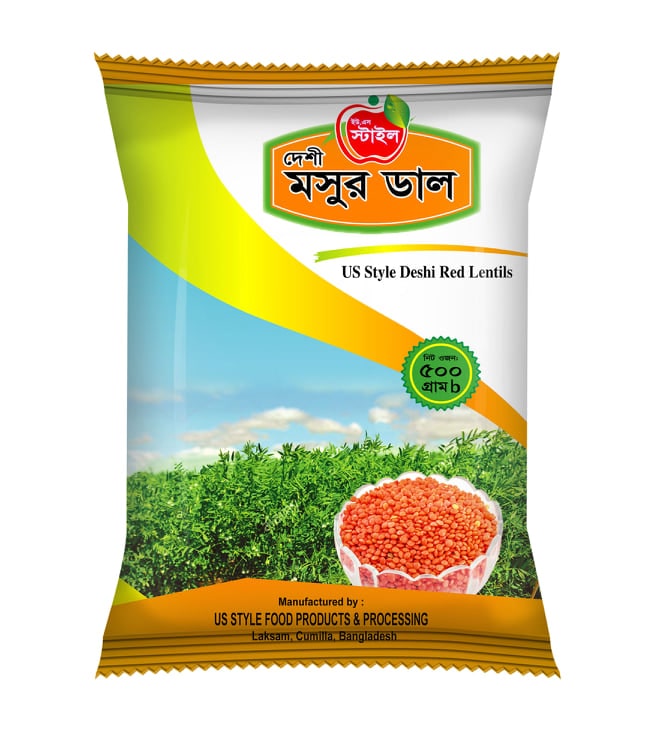 ইউ.এস
স্টাইল
দেশী
মসুর ডাল
US Style Deshi Red Lentils
নিট ওজন:
৫০০
গ্রাম b
Manufactured by :
US STYLE FOOD PRODUCTS & PROCESSING
Laksam, Cumilla, Bangladesh